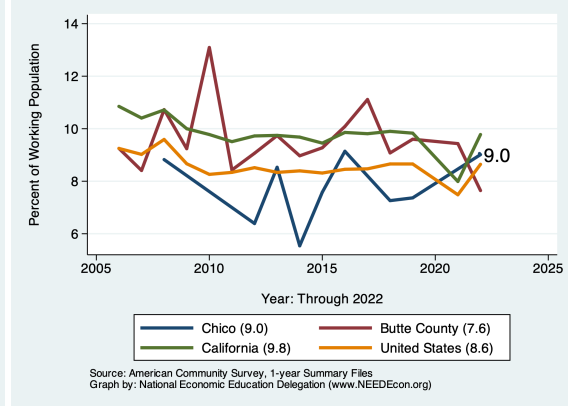 14
12
10
8
6
Percent of Working Population
9.0
2005 2010 2015 2020 2025
Year: Through 2022
Chico (9.0) Butte County (7.6)
California (9.8) United States (8.6)
Source: American Community Survey, 1-year Summary Files
Graph by: National Economic Education Delegation (www.NEEDEcon.org)